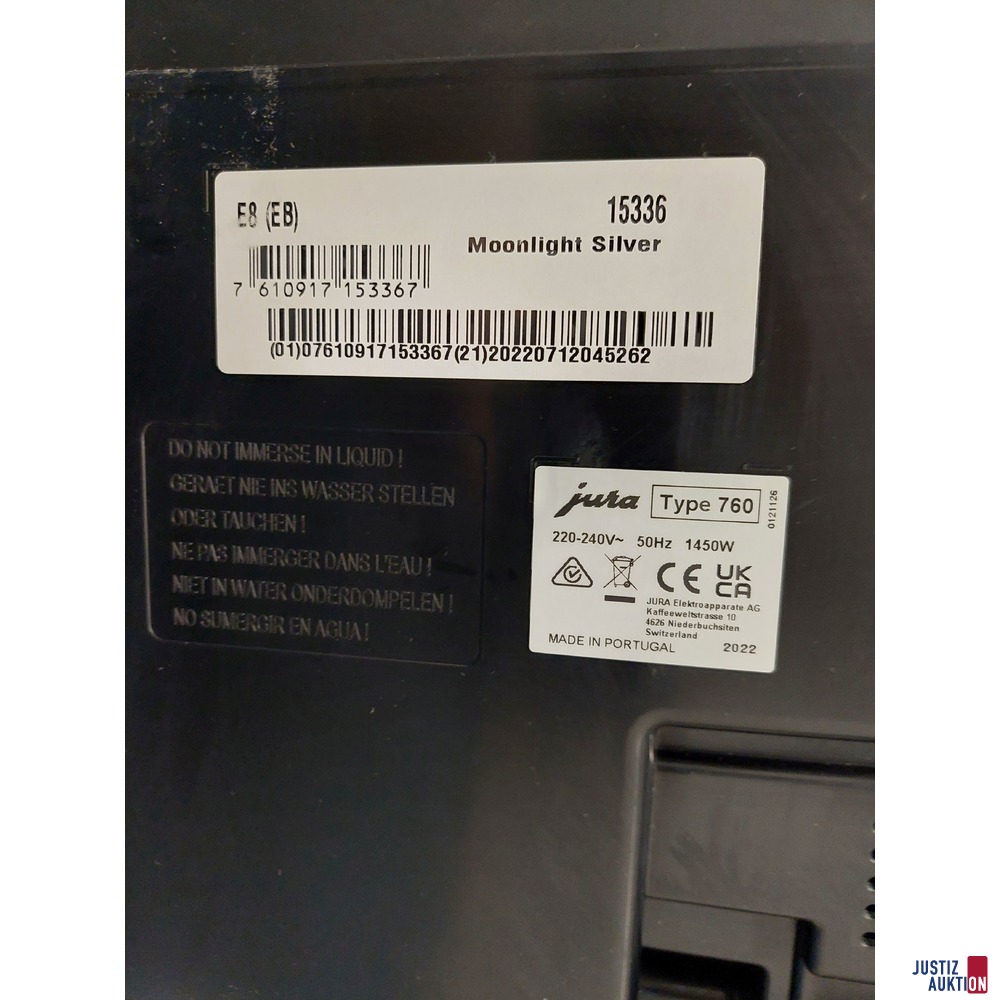 E8 (EB) 15336
Moonlight Silver
7 610917 153367
(01)07610917153367(21)20220712045262
DO NOT IMMERSE IN LIQUID !
GERAET NIE INS WASSER STELLEN
ODER TAUCHEN !
NE PAS IMMERGER DANS L'EAU !
NIET IN WATER ONDERDOMPELEN !
NO SUMERGIR EN AGUA !
jura Type 760
0121126
220-240V~ 50Hz 1450W
CE UK
CA
JURA Elektroapparate AG
Kaffeeweltstrasse 10
4626 Niederbuchsiten
Switzerland
MADE IN PORTUGAL 2022
JUSTIZ
AUKTION